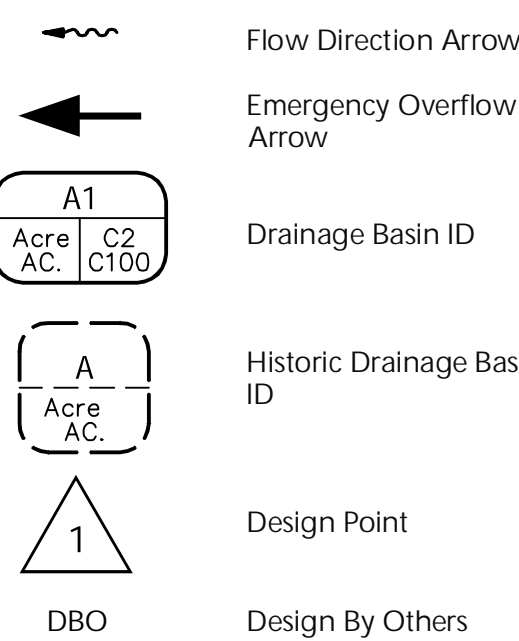 Flow Direction Arrow
Emergency Overflow
Arrow
A1
Acre C2
AC. C100
Drainage Basin ID
A
Acre
AC.
Historic Drainage Bas
ID
1
Design Point
DBO Design By Others